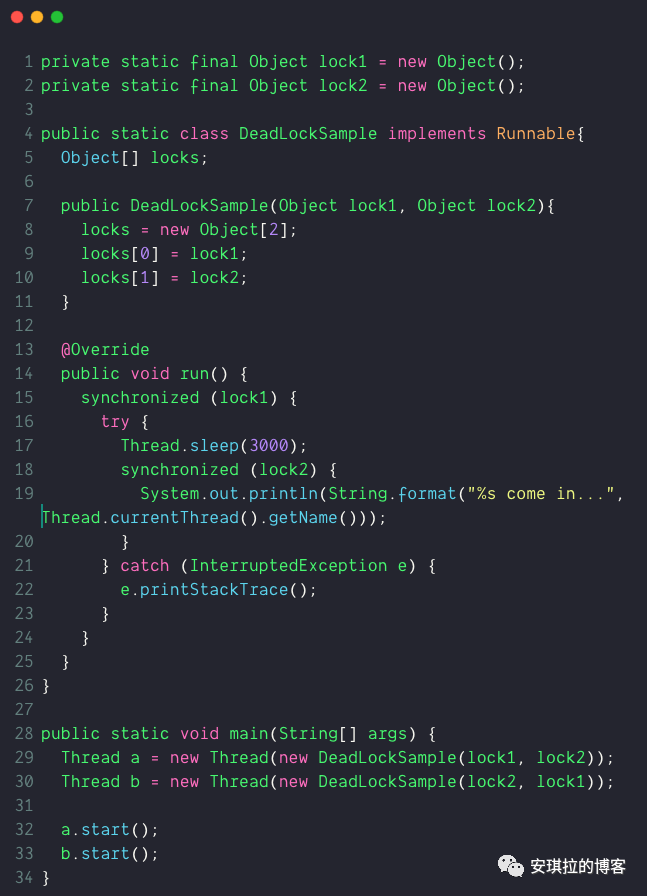 1 private static final Object lock1 = new Object();
2 private static final Object lock2 = new Object();
3
4 public static class DeadLockSample implements Runnable{
5   Object[] locks;
6
7   public DeadLockSample(Object lock1, Object lock2){
8     locks = new Object[2];
9     locks[0] = lock1;
10     locks[1] = lock2;
11   }
12
13   @Override
14   public void run() {
15     synchronized (lock1) {
16       try {
17         Thread.sleep(3000);
18         synchronized (lock2) {
19           System.out.println(String.format("%s come in...",
Thread.currentThread().getName()));
20         }
21       } catch (InterruptedException e) {
22         e.printStackTrace();
23       }
24     }
25   }
26 }
27
28 public static void main(String[] args) {
29   Thread a = new Thread(new DeadLockSample(lock1, lock2));
30   Thread b = new Thread(new DeadLockSample(lock2, lock1));
31
32   a.start();
33   b.start();
34 }
安琪拉的博客